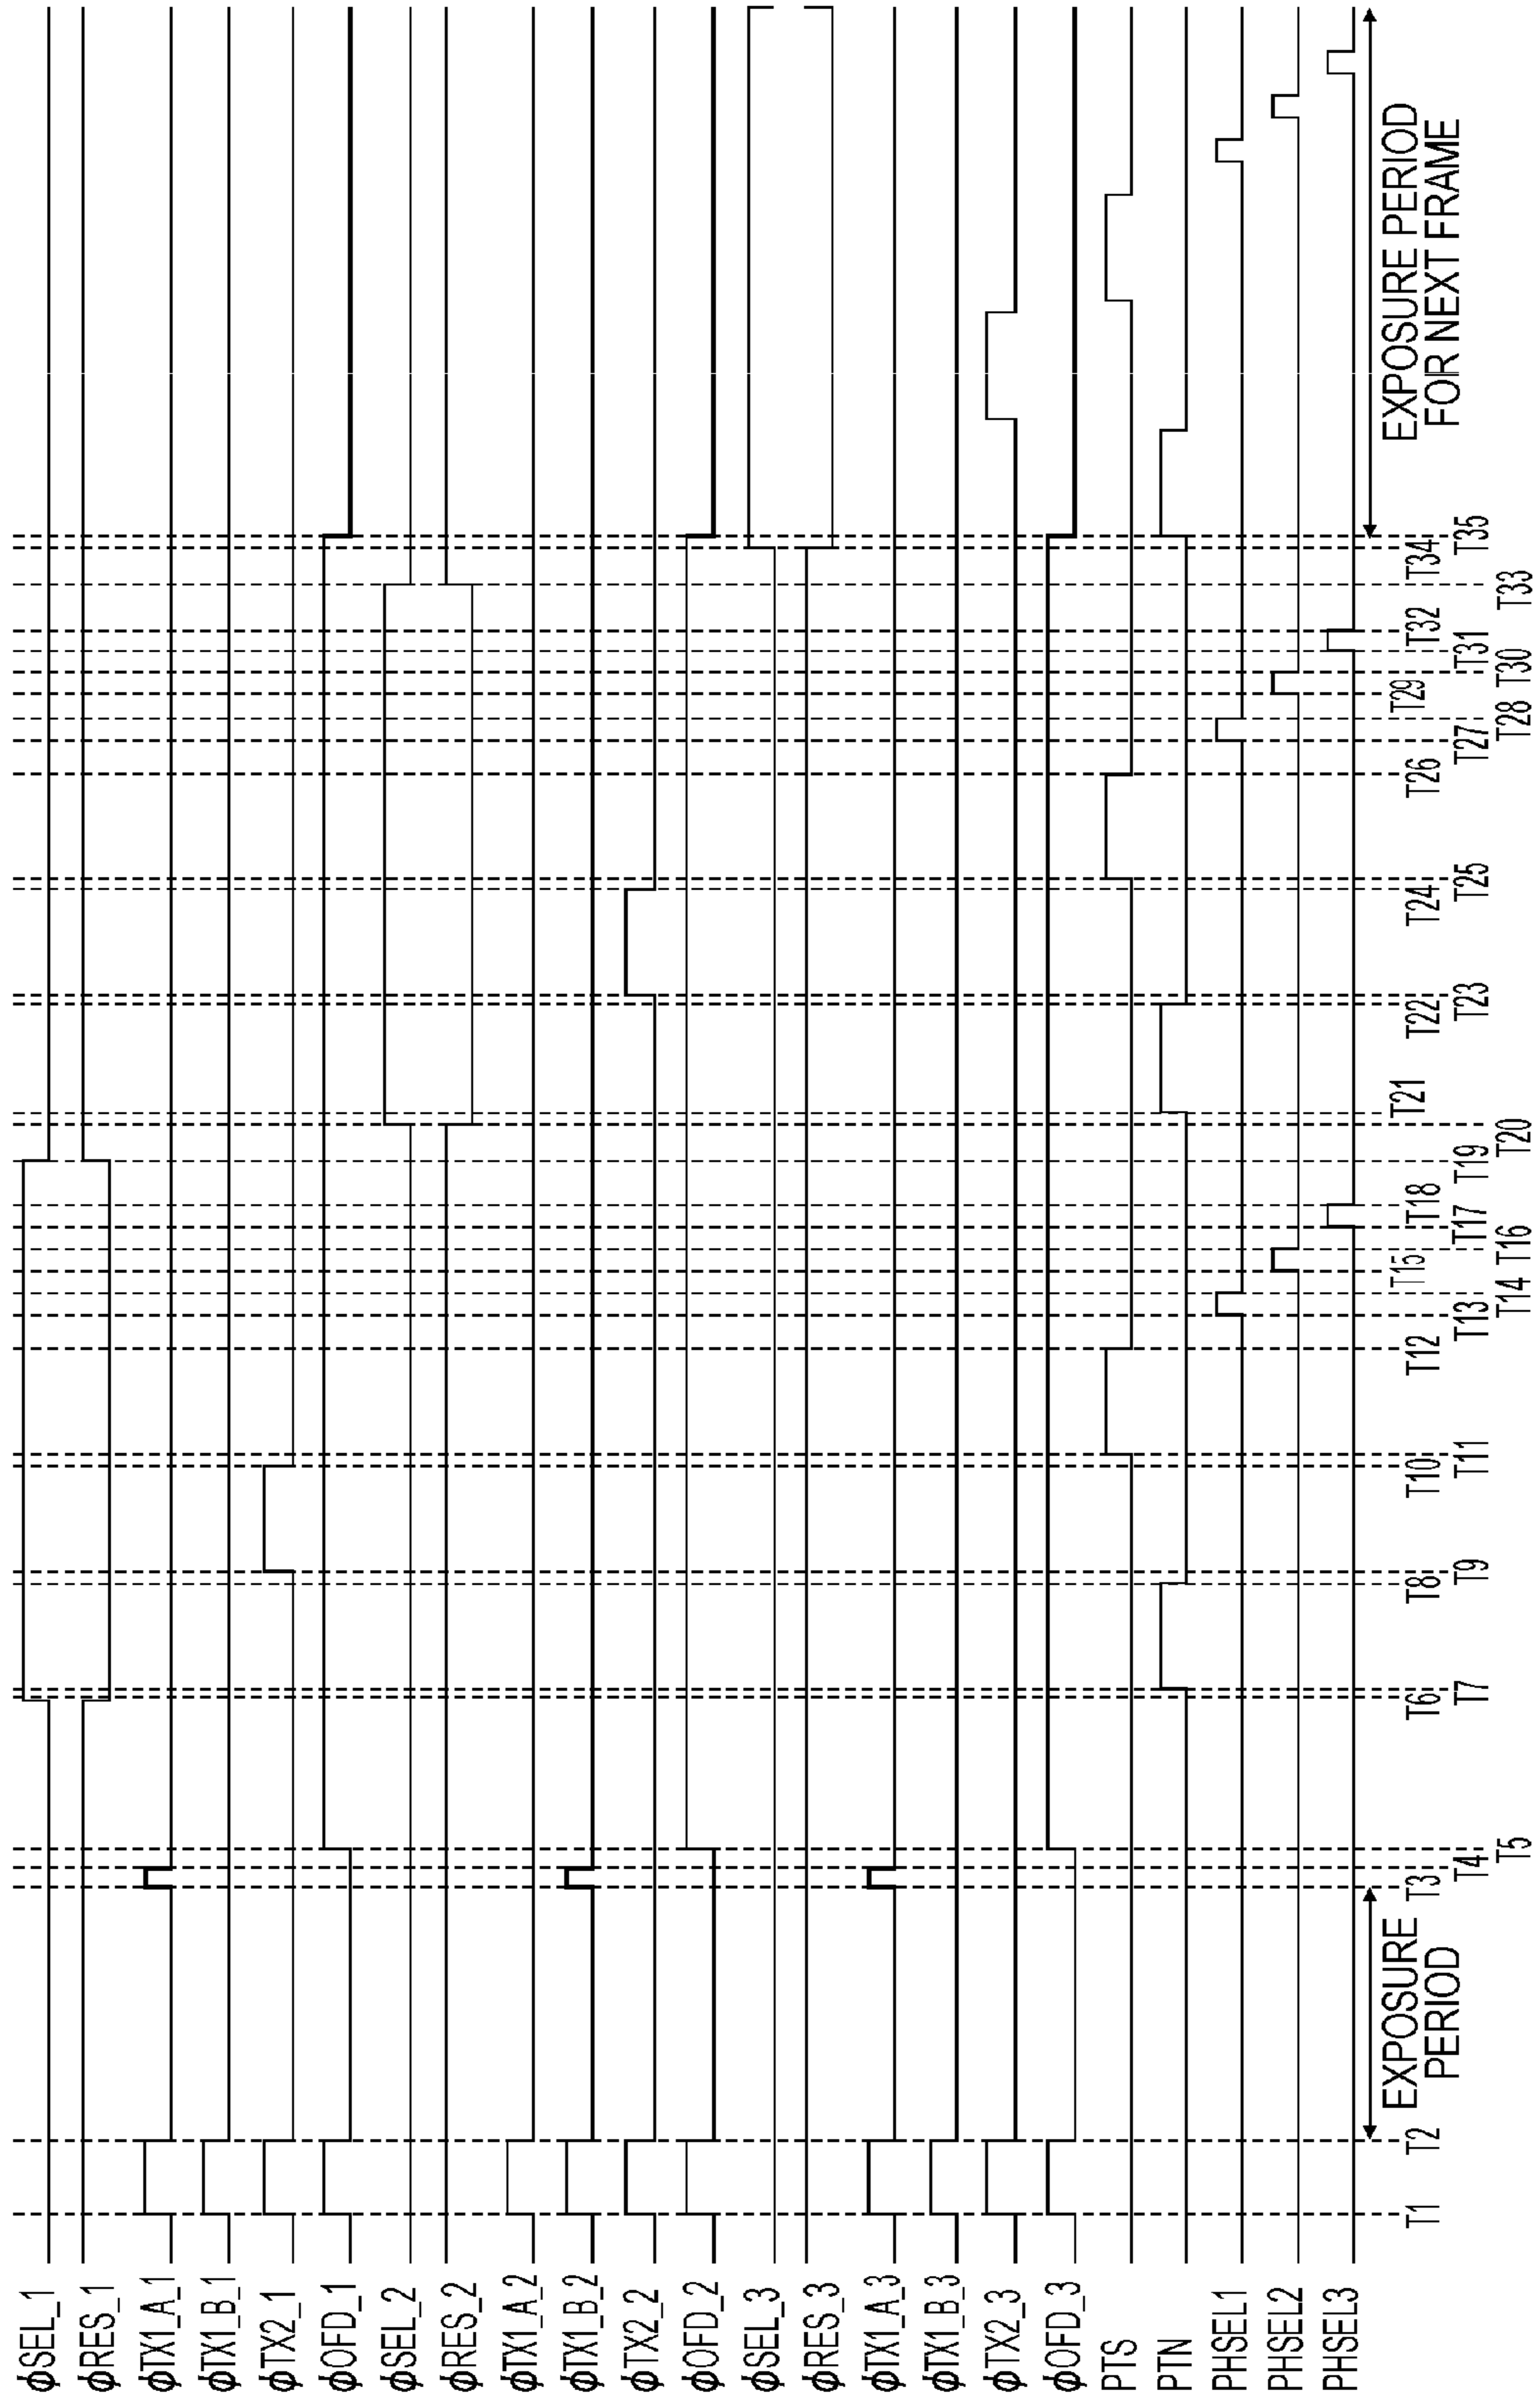 ϕSEL_1
ϕRES_1
ϕTX1_A_1
ϕTX1_B_1
ϕTX2_1
ϕOFD_1
ϕSEL_2
ϕRES_2
ϕTX1_A_2
ϕTX1_B_2
ϕTX2_2
ϕOFD_2
ϕSEL_3
ϕRES_3
ϕTX1_A_3
ϕTX1_B_3
ϕTX2_3
ϕOFD_3
PTS
PTN
PHSEL1
PHSEL2
PHSEL3
EXPOSURE
PERIOD
EXPOSURE PERIOD
FOR NEXT FRAME
T1
T2
T3
T4
T5
T6
T7
T8
T9
T10
T11
T12
T13
T14
T15
T16
T17
T18
T19
T20
T21
T22
T23
T24
T25
T26
T27
T28
T29
T30
T31
T32
T33
T34
T35